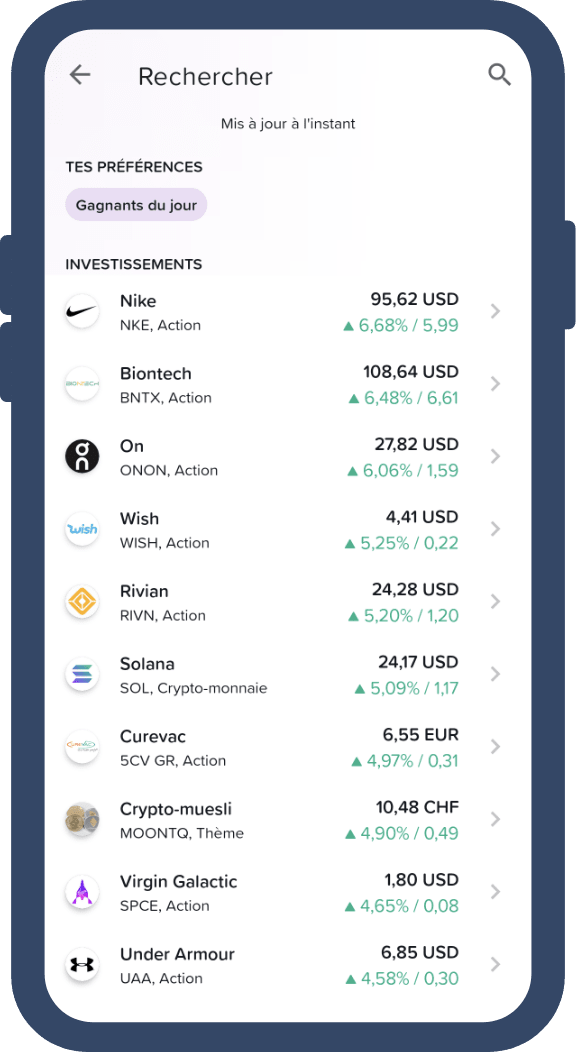 Rechercher
Mis à jour à l'instant
TES PRÉFÉRENCES
Gagnants du jour
INVESTISSEMENTS
Nike 95,62 USD
NKE, Action ▲ 6,68% / 5,99
Biontech 108,64 USD
BNTX, Action ▲ 6,48% / 6,61
On 27,82 USD
ONON, Action ▲ 6,06% / 1,59
Wish 4,41 USD
wish
WISH, Action ▲ 5,25% / 0,22
Rivian 24,28 USD
RIVN, Action ▲ 5,20% / 1,20
Solana 24,17 USD
SOL, Crypto-monnaie ▲ 5,09% / 1,17
Curevac 6,55 EUR
5CV GR, Action ▲ 4,97% / 0,31
Crypto-muesli 10,48 CHF
MOONTQ, Thème ▲ 4,90% / 0,49
Virgin Galactic 1,80 USD
SPCE, Action ▲ 4,65% / 0,08
Under Armour 6,85 USD
UAA, Action ▲ 4,58% / 0,30